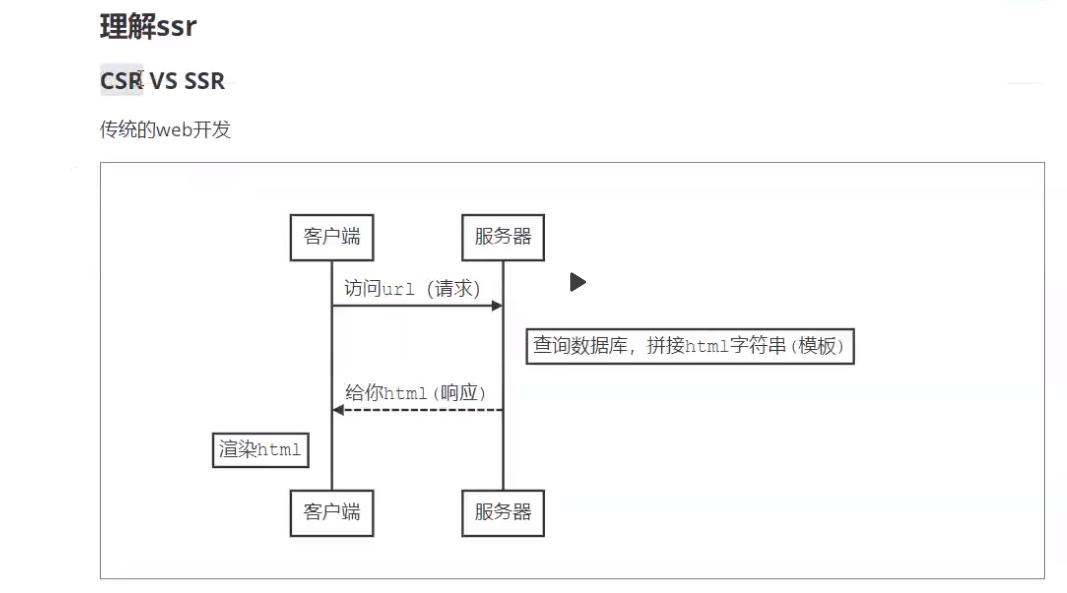 理解ssr
CSR VS SSR
传统的web开发
客户端
服务器
访问url (请求)
查询数据库，拼接html字符串(模板)
给你html(响应)
渲染html
客户端
服务器